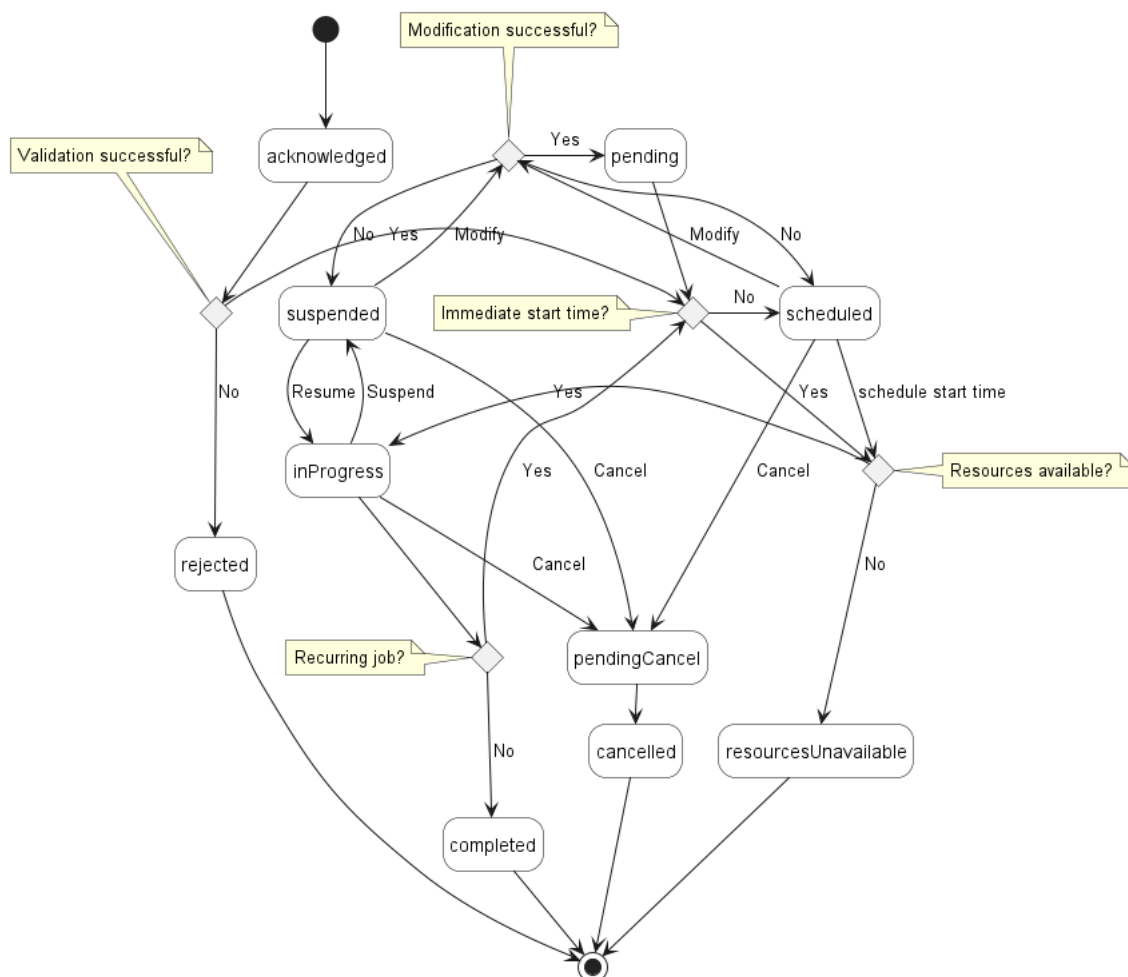 Modification successful?
Validation successful?
acknowledged
Yes
pending
No
Yes
Modify
Modify
No
suspended
Immediate start time?
No
scheduled
Resume
Suspend
Yes
Yes
schedule start time
inProgress
Yes
Cancel
Cancel
Resources available?
No
rejected
Cancel
No
Recurring job?
pendingCancel
No
cancelled
resourcesUnavailable
completed